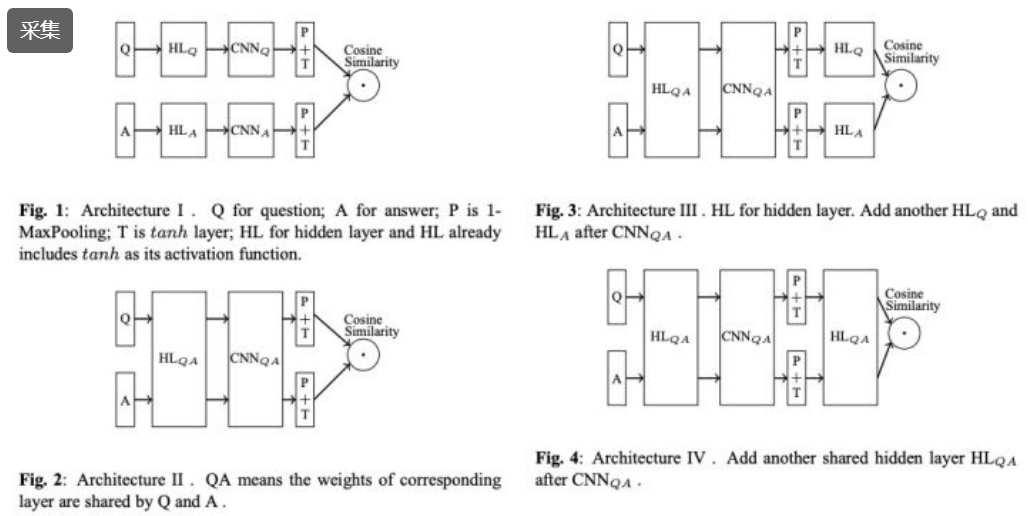 采集
Q
HL_Q
CNN_Q
P
+
T
Cosine
Similarity
A
HL_A
CNN_A
P
+
T
Fig. 1: Architecture I . Q for question; A for answer; P is 1-
MaxPooling; T is tanh layer; HL for hidden layer and HL already
includes tanh as its activation function.
Q
A
HL_QA
CNN_QA
P
+
T
P
+
T
Cosine
Similarity
Fig. 2: Architecture II . QA means the weights of corresponding
layer are shared by Q and A .
Q
A
HL_QA
CNN_QA
P
+
T
P
+
T
HL_Q
HL_A
Cosine
Similarity
Fig. 3: Architecture III . HL for hidden layer. Add another HL_Q and
HL_A after CNN_QA .
Q
A
HL_QA
CNN_QA
P
+
T
P
+
T
HL_QA
Cosine
Similarity
Fig. 4: Architecture IV . Add another shared hidden layer HL_QA
after CNN_QA .